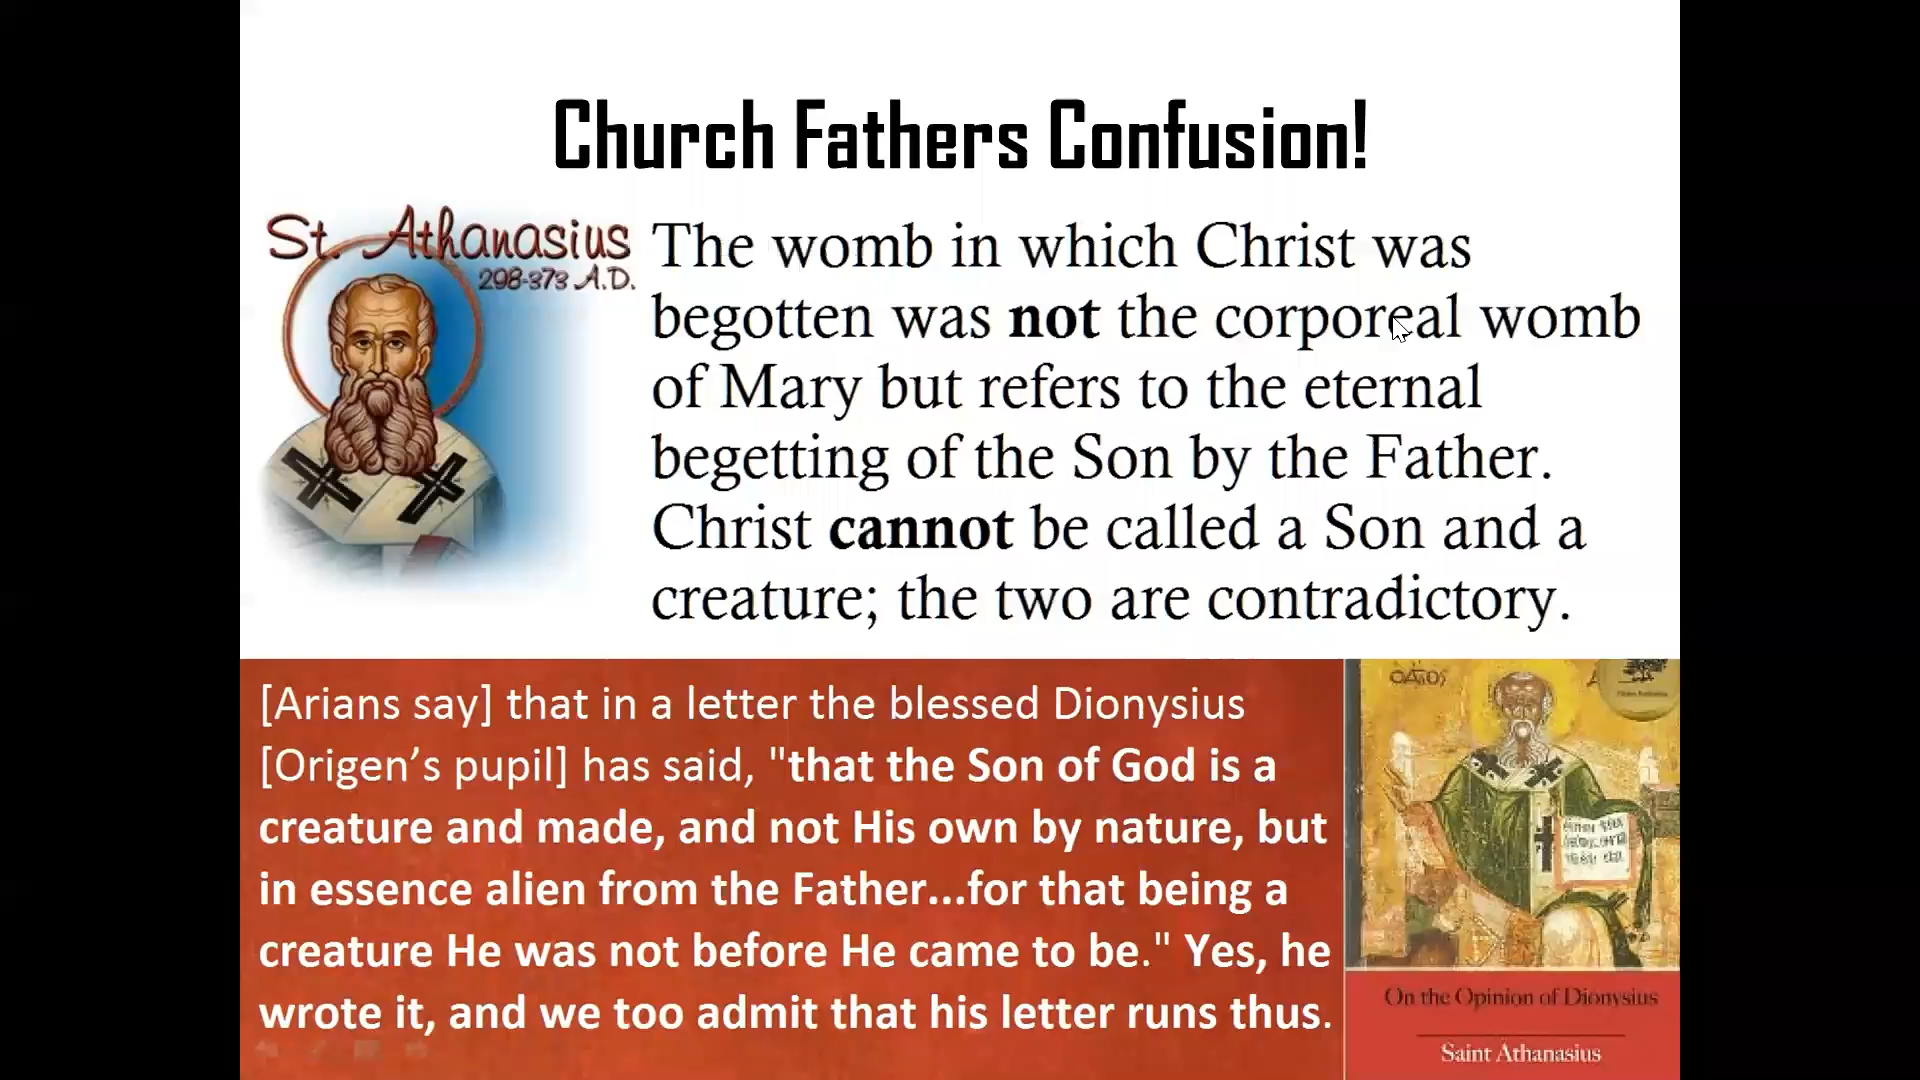 Church Fathers Confusion!
St. Athanasius
298-373 A.D.
The womb in which Christ was
begotten was not the corporeal womb
of Mary but refers to the eternal
begetting of the Son by the Father.
Christ cannot be called a Son and a
creature; the two are contradictory.
[Arians say] that in a letter the blessed Dionysius
[Origen’s pupil] has said, "that the Son of God is a
creature and made, and not His own by nature, but
in essence alien from the Father...for that being a
creature He was not before He came to be." Yes, he
wrote it, and we too admit that his letter runs thus.
On the Opinion of Dionysius
Saint Athanasius